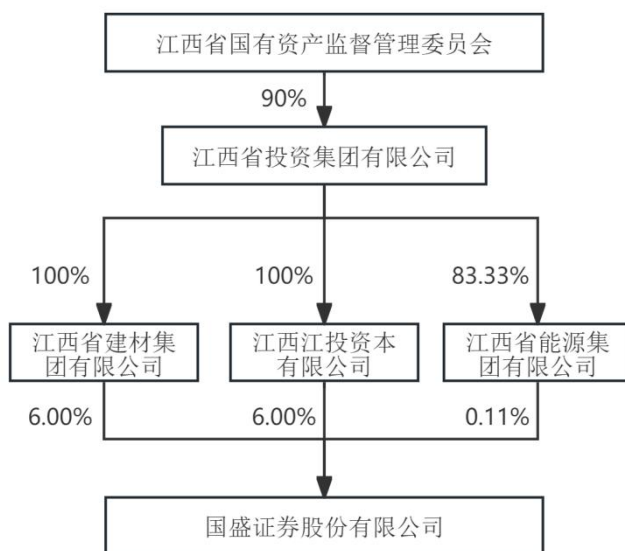 江西省国有资产监督管理委员会
90%
江西省投资集团有限公司
100%
100%
83.33%
江西省建材集
团有限公司
江西江投资本
有限公司
江西省能源集
团有限公司
6.00%
6.00%
0.11%
国盛证券股份有限公司